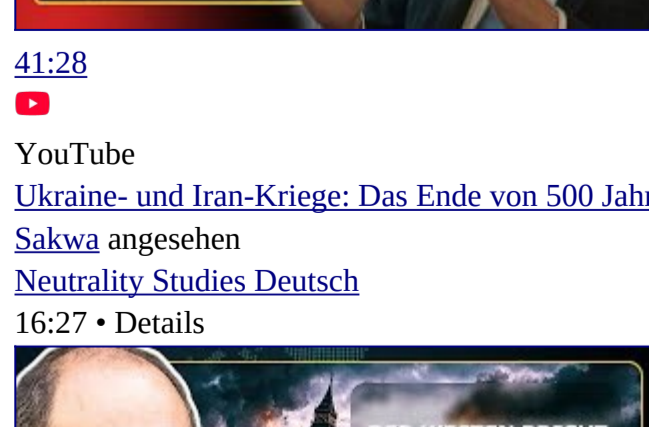 41:28
YouTube
Ukraine- und Iran-Kriege: Das Ende von 500 Jahr
Sakwa angesehen
Neutrality Studies Deutsch
16:27 • Details